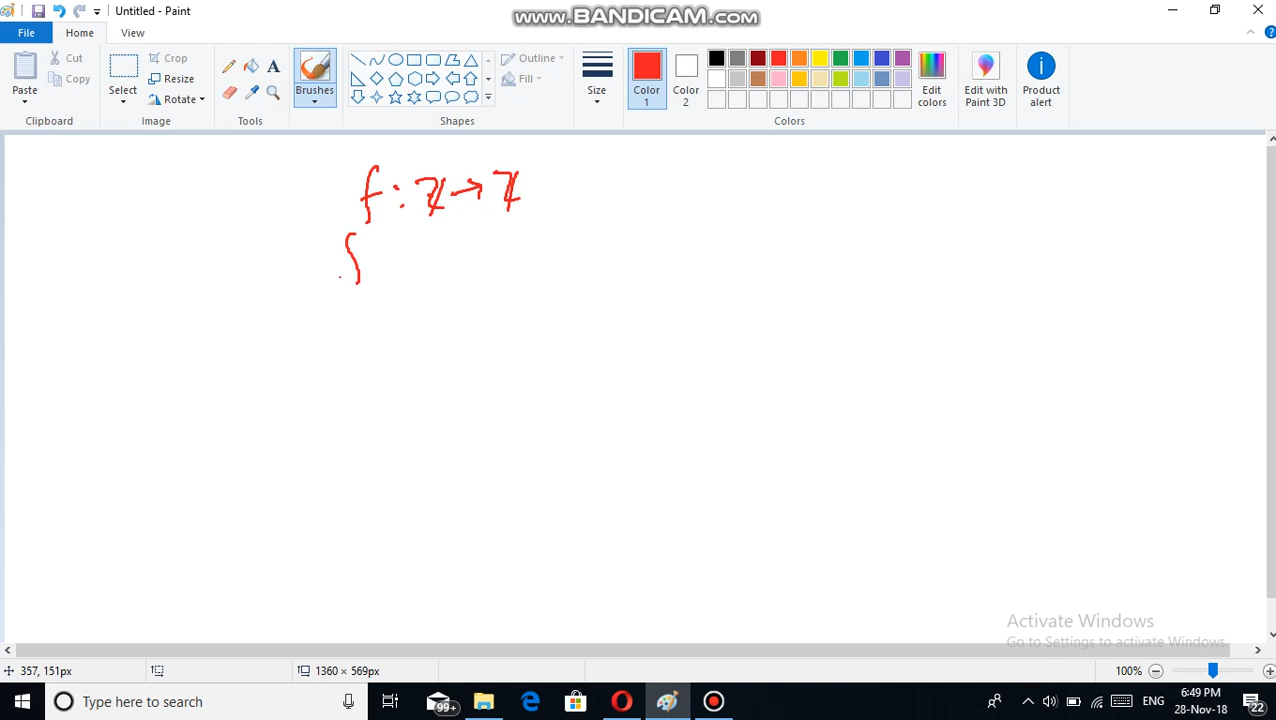 Untitled - Paint
www.BANDICAM.com
File
Home
View
Paste
Cut
Copy
Clipboard
Select
Crop
Resize
Rotate
Image
Tools
Brushes
Outline
Fill
Shapes
Size
Color 1
Color 2
Edit colors
Colors
Edit with Paint 3D
Product alert
f : ℤ → ℤ
Activate Windows
Go to Settings to activate Windows.
357, 151px
1360 × 569px
100%
Type here to search
99+
ENG
6:49 PM
28-Nov-18
22